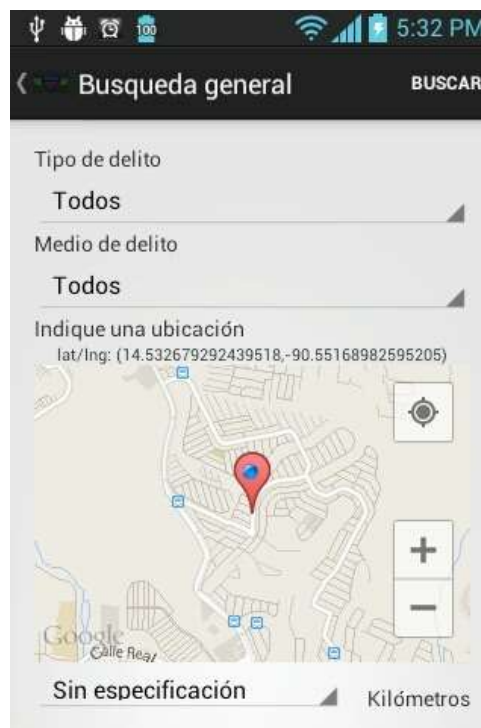 100
5:32 PM
Busqueda general
BUSCAR
Tipo de delito
Todos
Medio de delito
Todos
Indique una ubicación
lat/lng: (14.532679292439518,-90.55168982595205)
Google
Calle Real
Sin especificación
Kilómetros